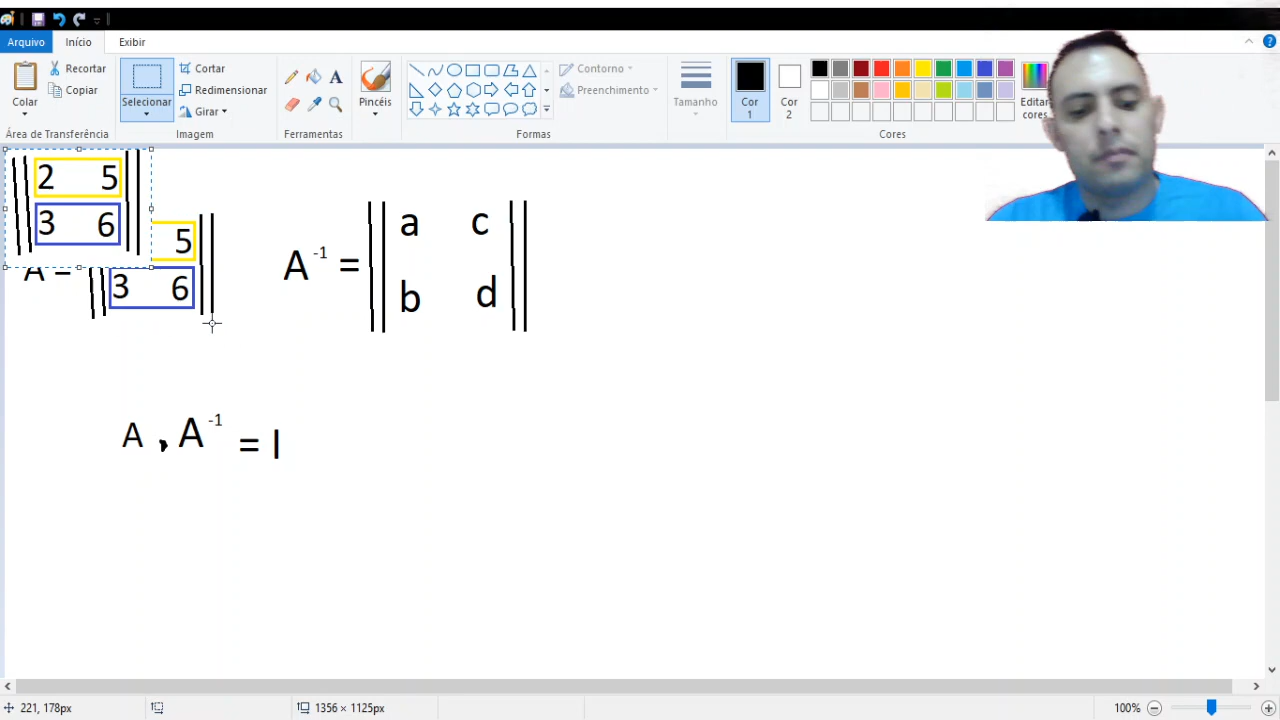 Arquivo Início Exibir
Colar
Recortar
Copiar
Área de Transferência
Selecionar
Cortar
Redimensionar
Girar
Imagem
A
Ferramentas
Pincéis
Contorno
Preenchimento
Formas
Tamanho
Cor 1
Cor 2
Editar cores
Cores
2 5
3 6
5
A = 3 6
A⁻¹ = a c
b d
A , A⁻¹ = I
221, 178px
1356 × 1125px
100%